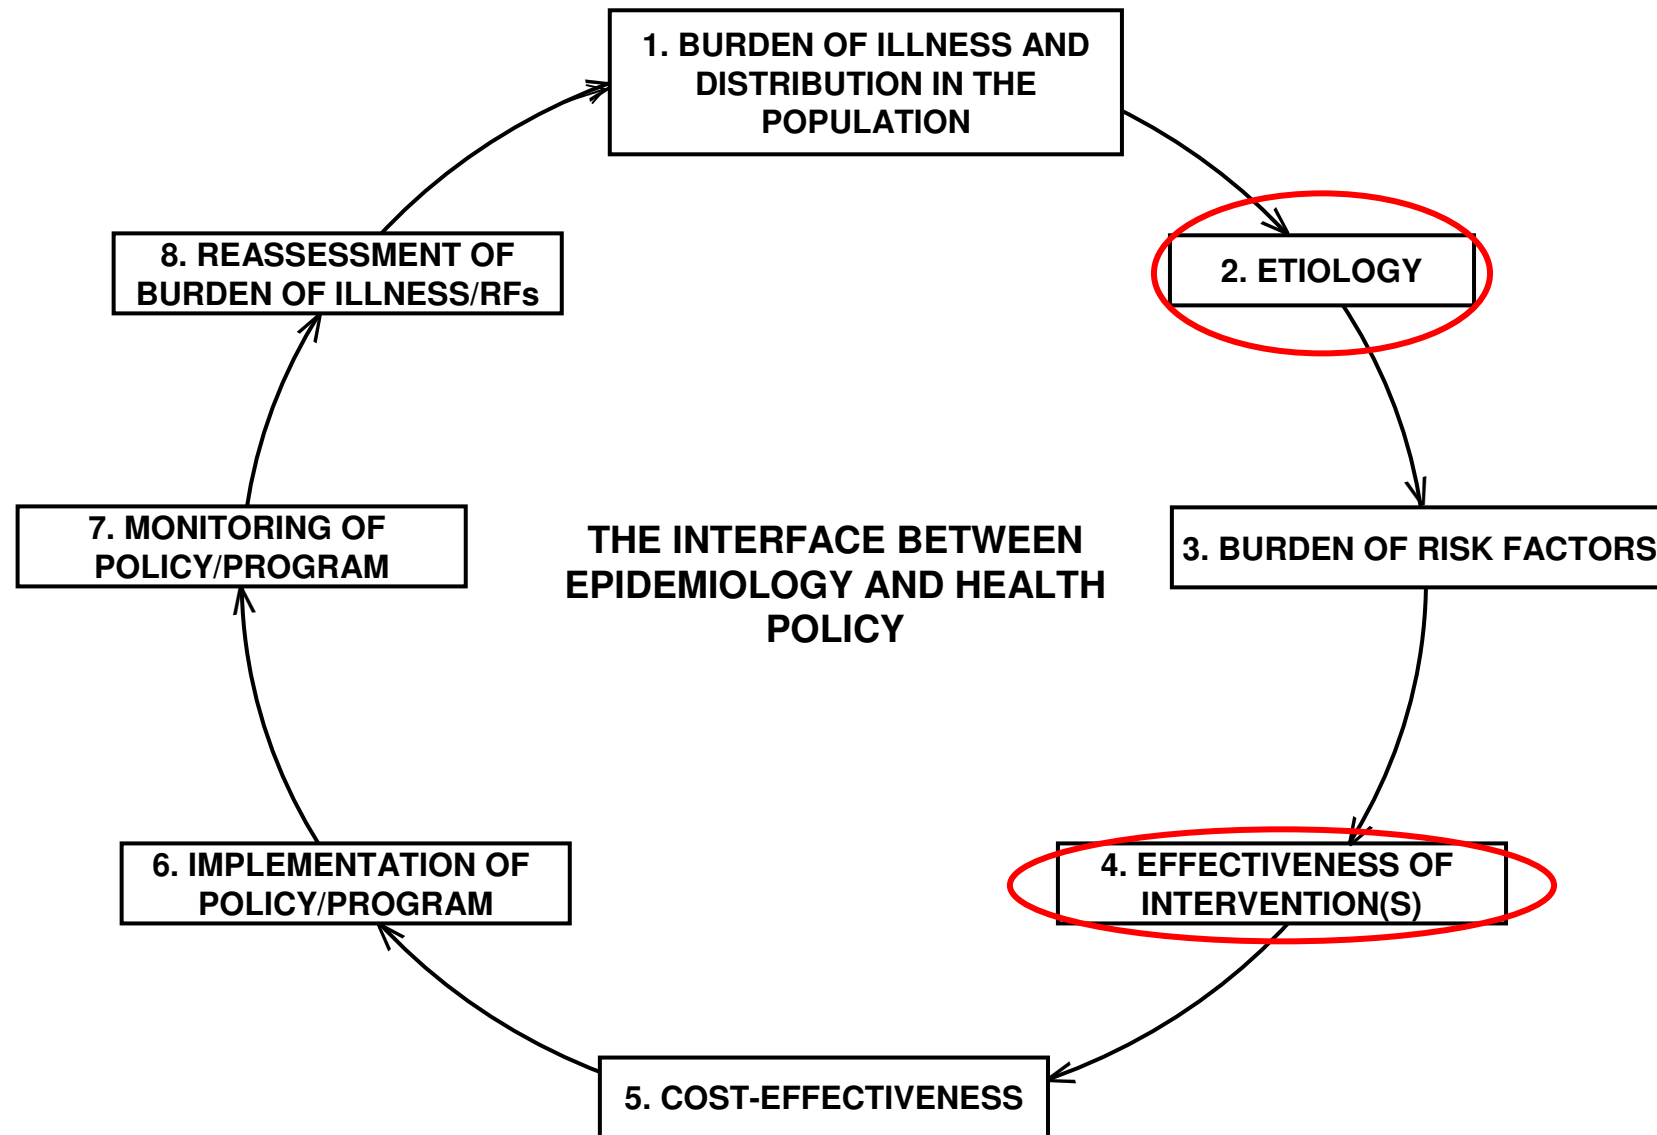 1. BURDEN OF ILLNESS AND
DISTRIBUTION IN THE
POPULATION
2. ETIOLOGY
3. BURDEN OF RISK FACTORS
4. EFFECTIVENESS OF
INTERVENTION(S)
5. COST-EFFECTIVENESS
6. IMPLEMENTATION OF
POLICY/PROGRAM
7. MONITORING OF
POLICY/PROGRAM
8. REASSESSMENT OF
BURDEN OF ILLNESS/RFs
THE INTERFACE BETWEEN
EPIDEMIOLOGY AND HEALTH
POLICY